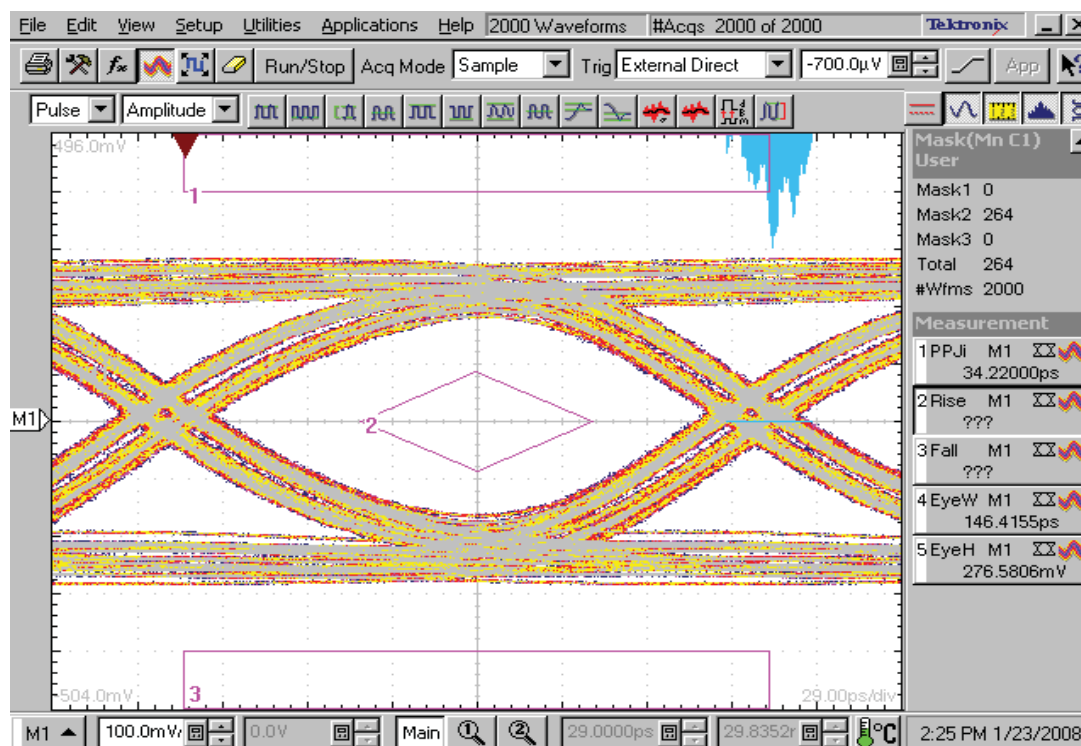 File Edit View Setup Utilities Applications Help 2000 Waveforms #Acqs 2000 of 2000 Tektronix
Run/Stop Acq Mode Sample Trig External Direct -700.0µV App
Pulse Amplitude
496.0mV
1
Mask(Mn C1)
User
Mask1 0
Mask2 264
Mask3 0
Total 264
#Wfms 2000
Measurement
1 PPJi M1
34.22000ps
2 Rise M1
???
3 Fall M1
???
4 EyeW M1
146.4155ps
5 EyeH M1
276.5806mV
M1
2
3
-504.0mV 29.00ps/div
M1 100.0mV/ 0.0V Main 1 2 29.0000ps 29.8352r °C 2:25 PM 1/23/2008